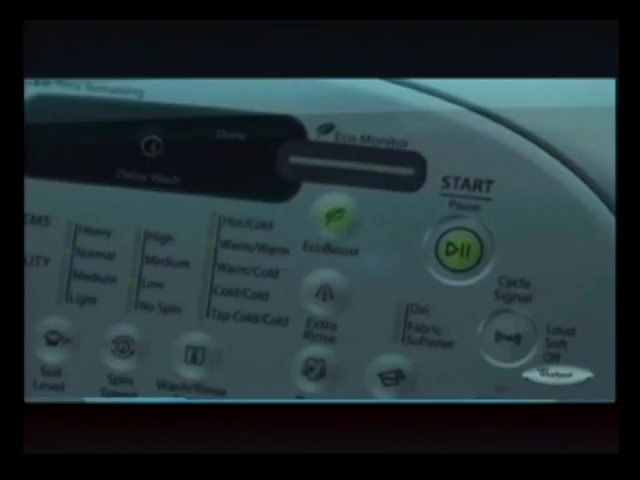 Remaining
Done
Delay Wash
Eco Monitor
START
Pause
EcoBoost
Heavy
Normal
Medium
Light
High
Medium
Low
No Spin
Hot/Cold
Warm/Warm
Warm/Cold
Cold/Cold
Tap Cold/Cold
Extra
Rinse
On
Fabric
Softener
Cycle
Signal
Loud
Soft
Off
Soil
Level
Spin
Speed
Wash/Rinse